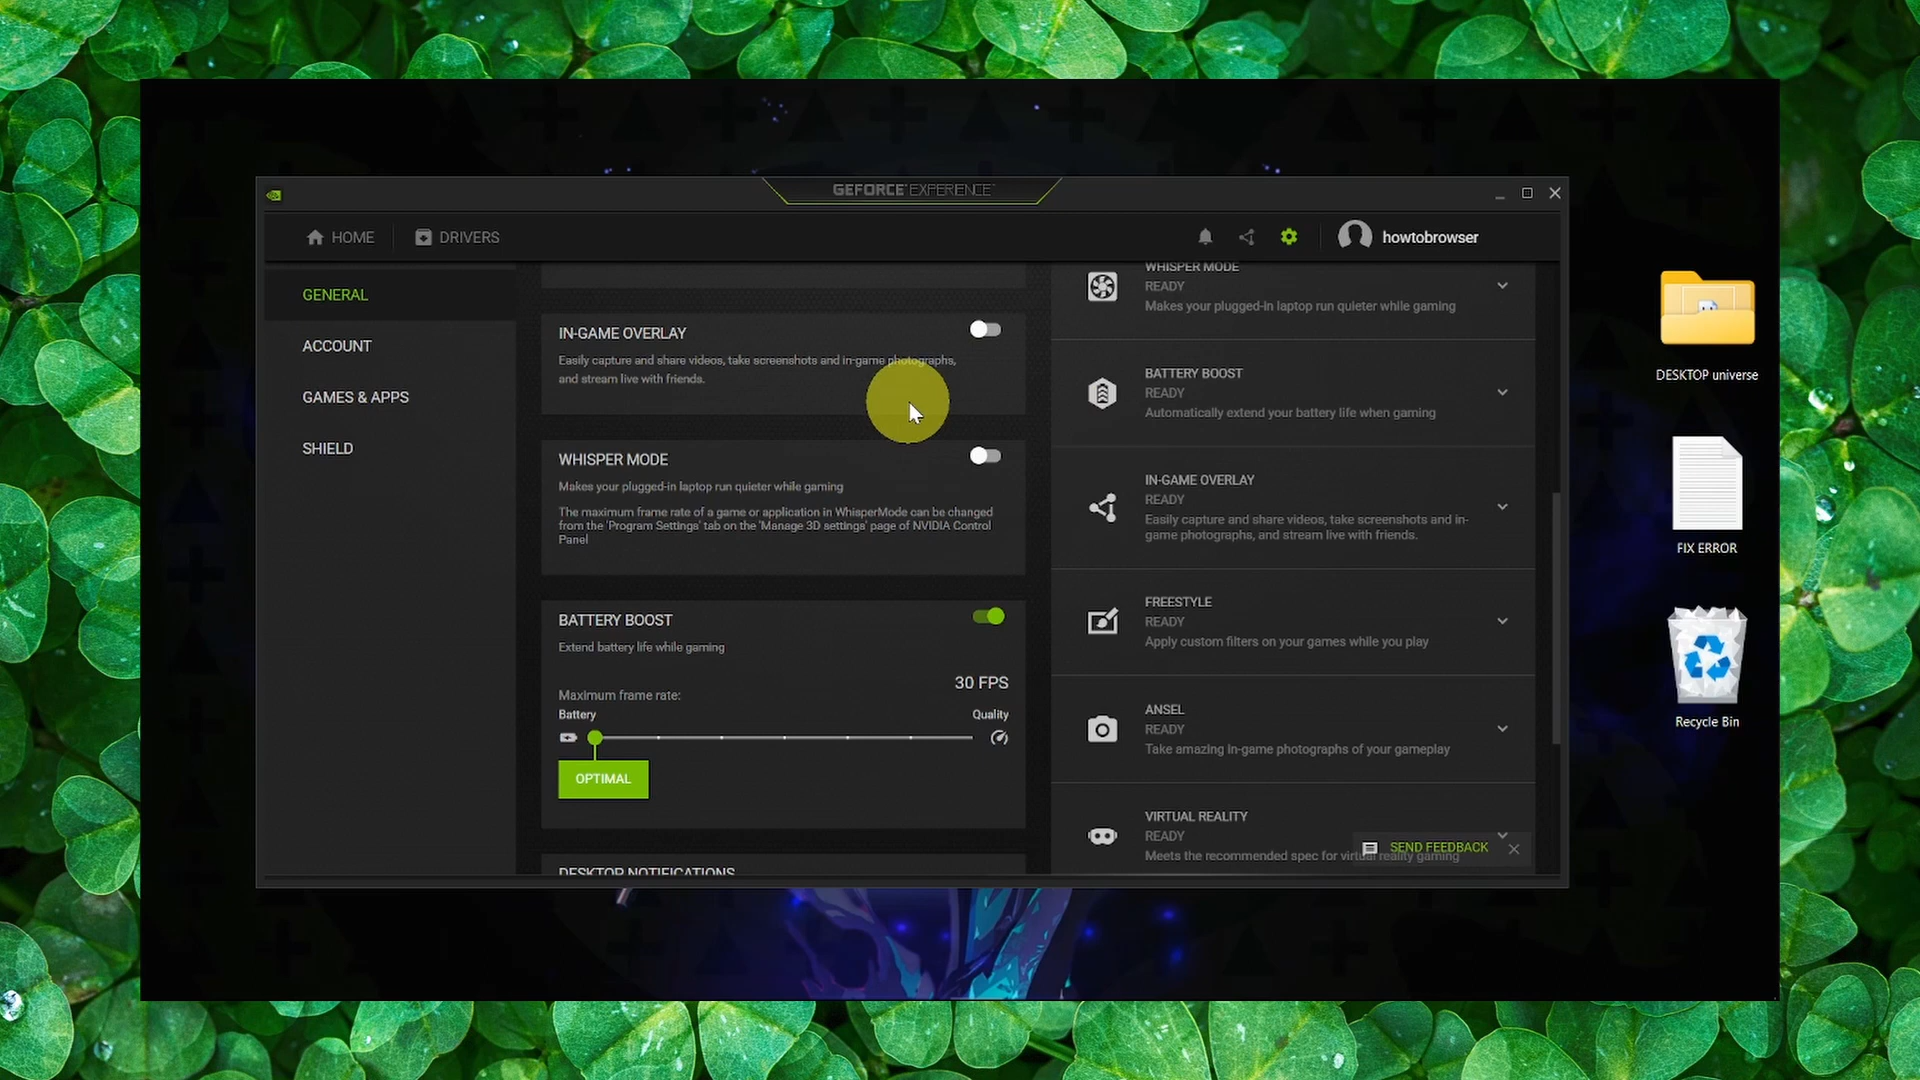 GEFORCE EXPERIENCE
HOME
DRIVERS
howtobrowser
GENERAL
ACCOUNT
GAMES & APPS
SHIELD
IN-GAME OVERLAY
Easily capture and share videos, take screenshots and in-game photographs,
and stream live with friends.
WHISPER MODE
Makes your plugged-in laptop run quieter while gaming
The maximum frame rate of a game or application in WhisperMode can be changed
from the 'Program Settings' tab on the 'Manage 3D settings' page of NVIDIA Control
Panel
BATTERY BOOST
Extend battery life while gaming
30 FPS
Maximum frame rate:
Battery
Quality
OPTIMAL
DESKTOP NOTIFICATIONS
WHISPER MODE
READY
Makes your plugged-in laptop run quieter while gaming
BATTERY BOOST
READY
Automatically extend your battery life when gaming
IN-GAME OVERLAY
READY
Easily capture and share videos, take screenshots and in-
game photographs, and stream live with friends.
FREESTYLE
READY
Apply custom filters on your games while you play
ANSEL
READY
Take amazing in-game photographs of your gameplay
VIRTUAL REALITY
READY
Meets the recommended spec for virtual reality gaming
SEND FEEDBACK
DESKTOP universe
FIX ERROR
Recycle Bin